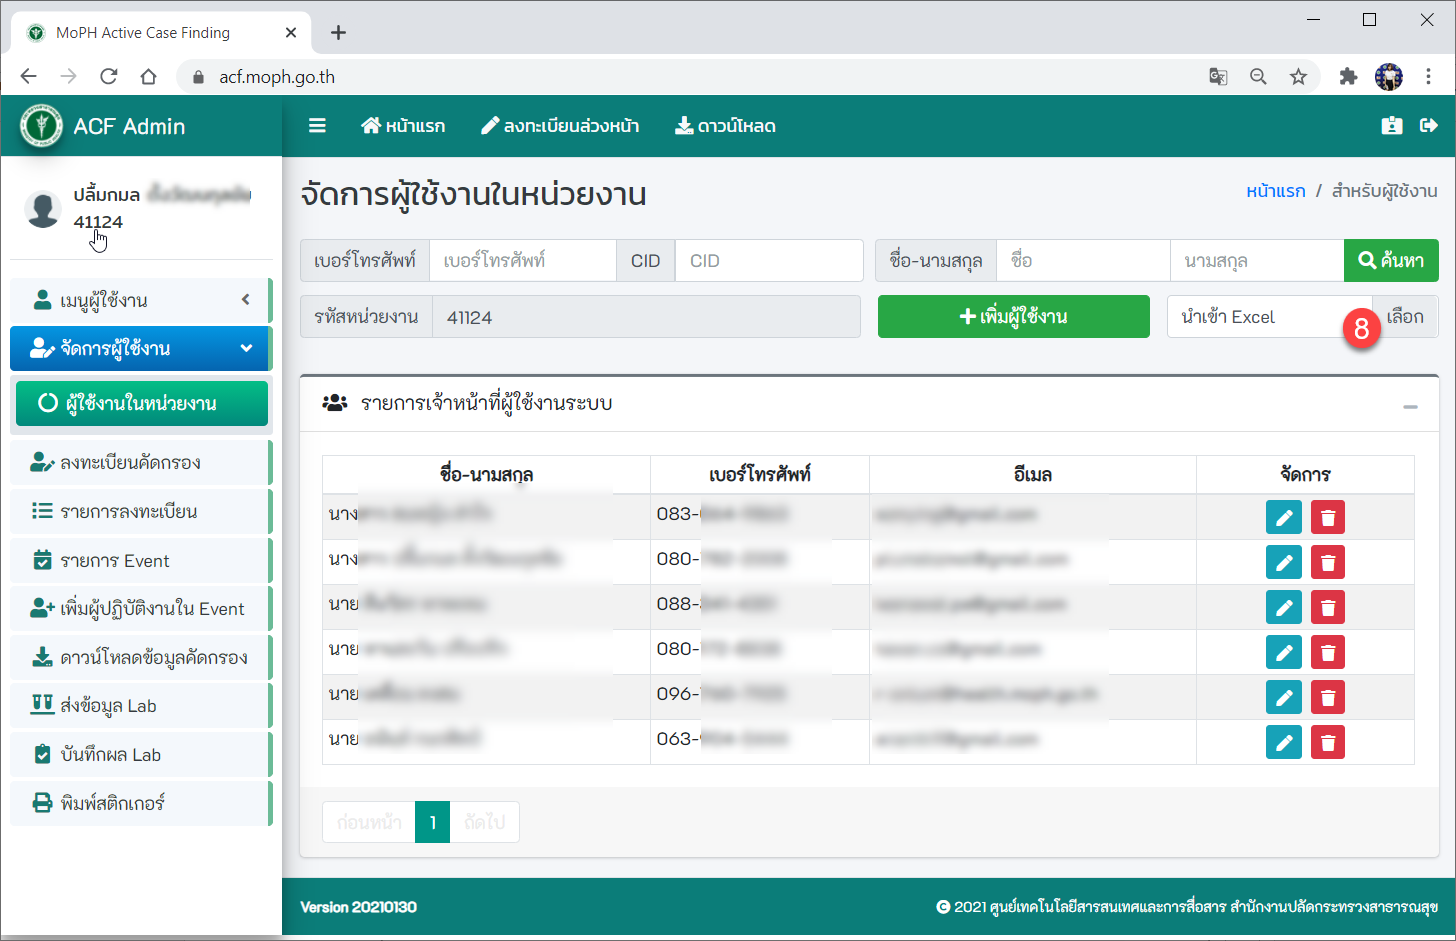 MoPH Active Case Finding
acf.moph.go.th
ACF Admin
หน้าแรก ลงทะเบียนล่วงหน้า ดาวน์โหลด
ปลื้มกมล
41124
เมนูผู้ใช้งาน
จัดการผู้ใช้งาน
ผู้ใช้งานในหน่วยงาน
ลงทะเบียนคัดกรอง
รายการลงทะเบียน
รายการ Event
เพิ่มผู้ปฏิบัติงานใน Event
ดาวน์โหลดข้อมูลคัดกรอง
ส่งข้อมูล Lab
บันทึกผล Lab
พิมพ์สติกเกอร์
จัดการผู้ใช้งานในหน่วยงาน
หน้าแรก / สำหรับผู้ใช้งาน
เบอร์โทรศัพท์ เบอร์โทรศัพท์ CID CID ชื่อ-นามสกุล ชื่อ นามสกุล ค้นหา
รหัสหน่วยงาน 41124 เพิ่มผู้ใช้งาน นำเข้า Excel 8 เลือก
รายการเจ้าหน้าที่ผู้ใช้งานระบบ
ชื่อ-นามสกุล เบอร์โทรศัพท์ อีเมล จัดการ
นาง 083-
นาง 080-
นาย 088-
นาย 080-
นาย 096-
นาย 063-
ก่อนหน้า 1 ถัดไป
Version 20210130
2021 ศูนย์เทคโนโลยีสารสนเทศและการสื่อสาร สำนักงานปลัดกระทรวงสาธารณสุข